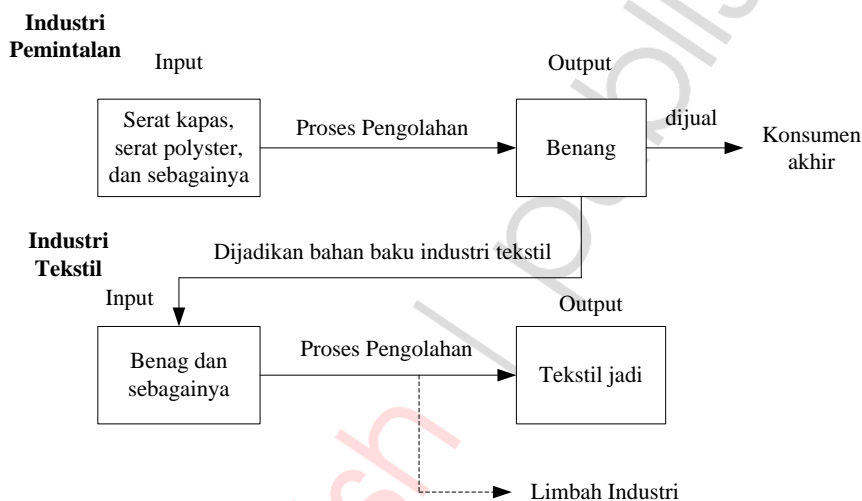 Industri
Pemintalan
Input
Output
Serat kapas,
serat polyster,
dan sebagainya
Proses Pengolahan
Benang
dijual
Konsumen
akhir
Industri
Tekstil
Dijadikan bahan baku industri tekstil
Input
Output
Benag dan
sebagainya
Proses Pengolahan
Tekstil jadi
Limbah Industri